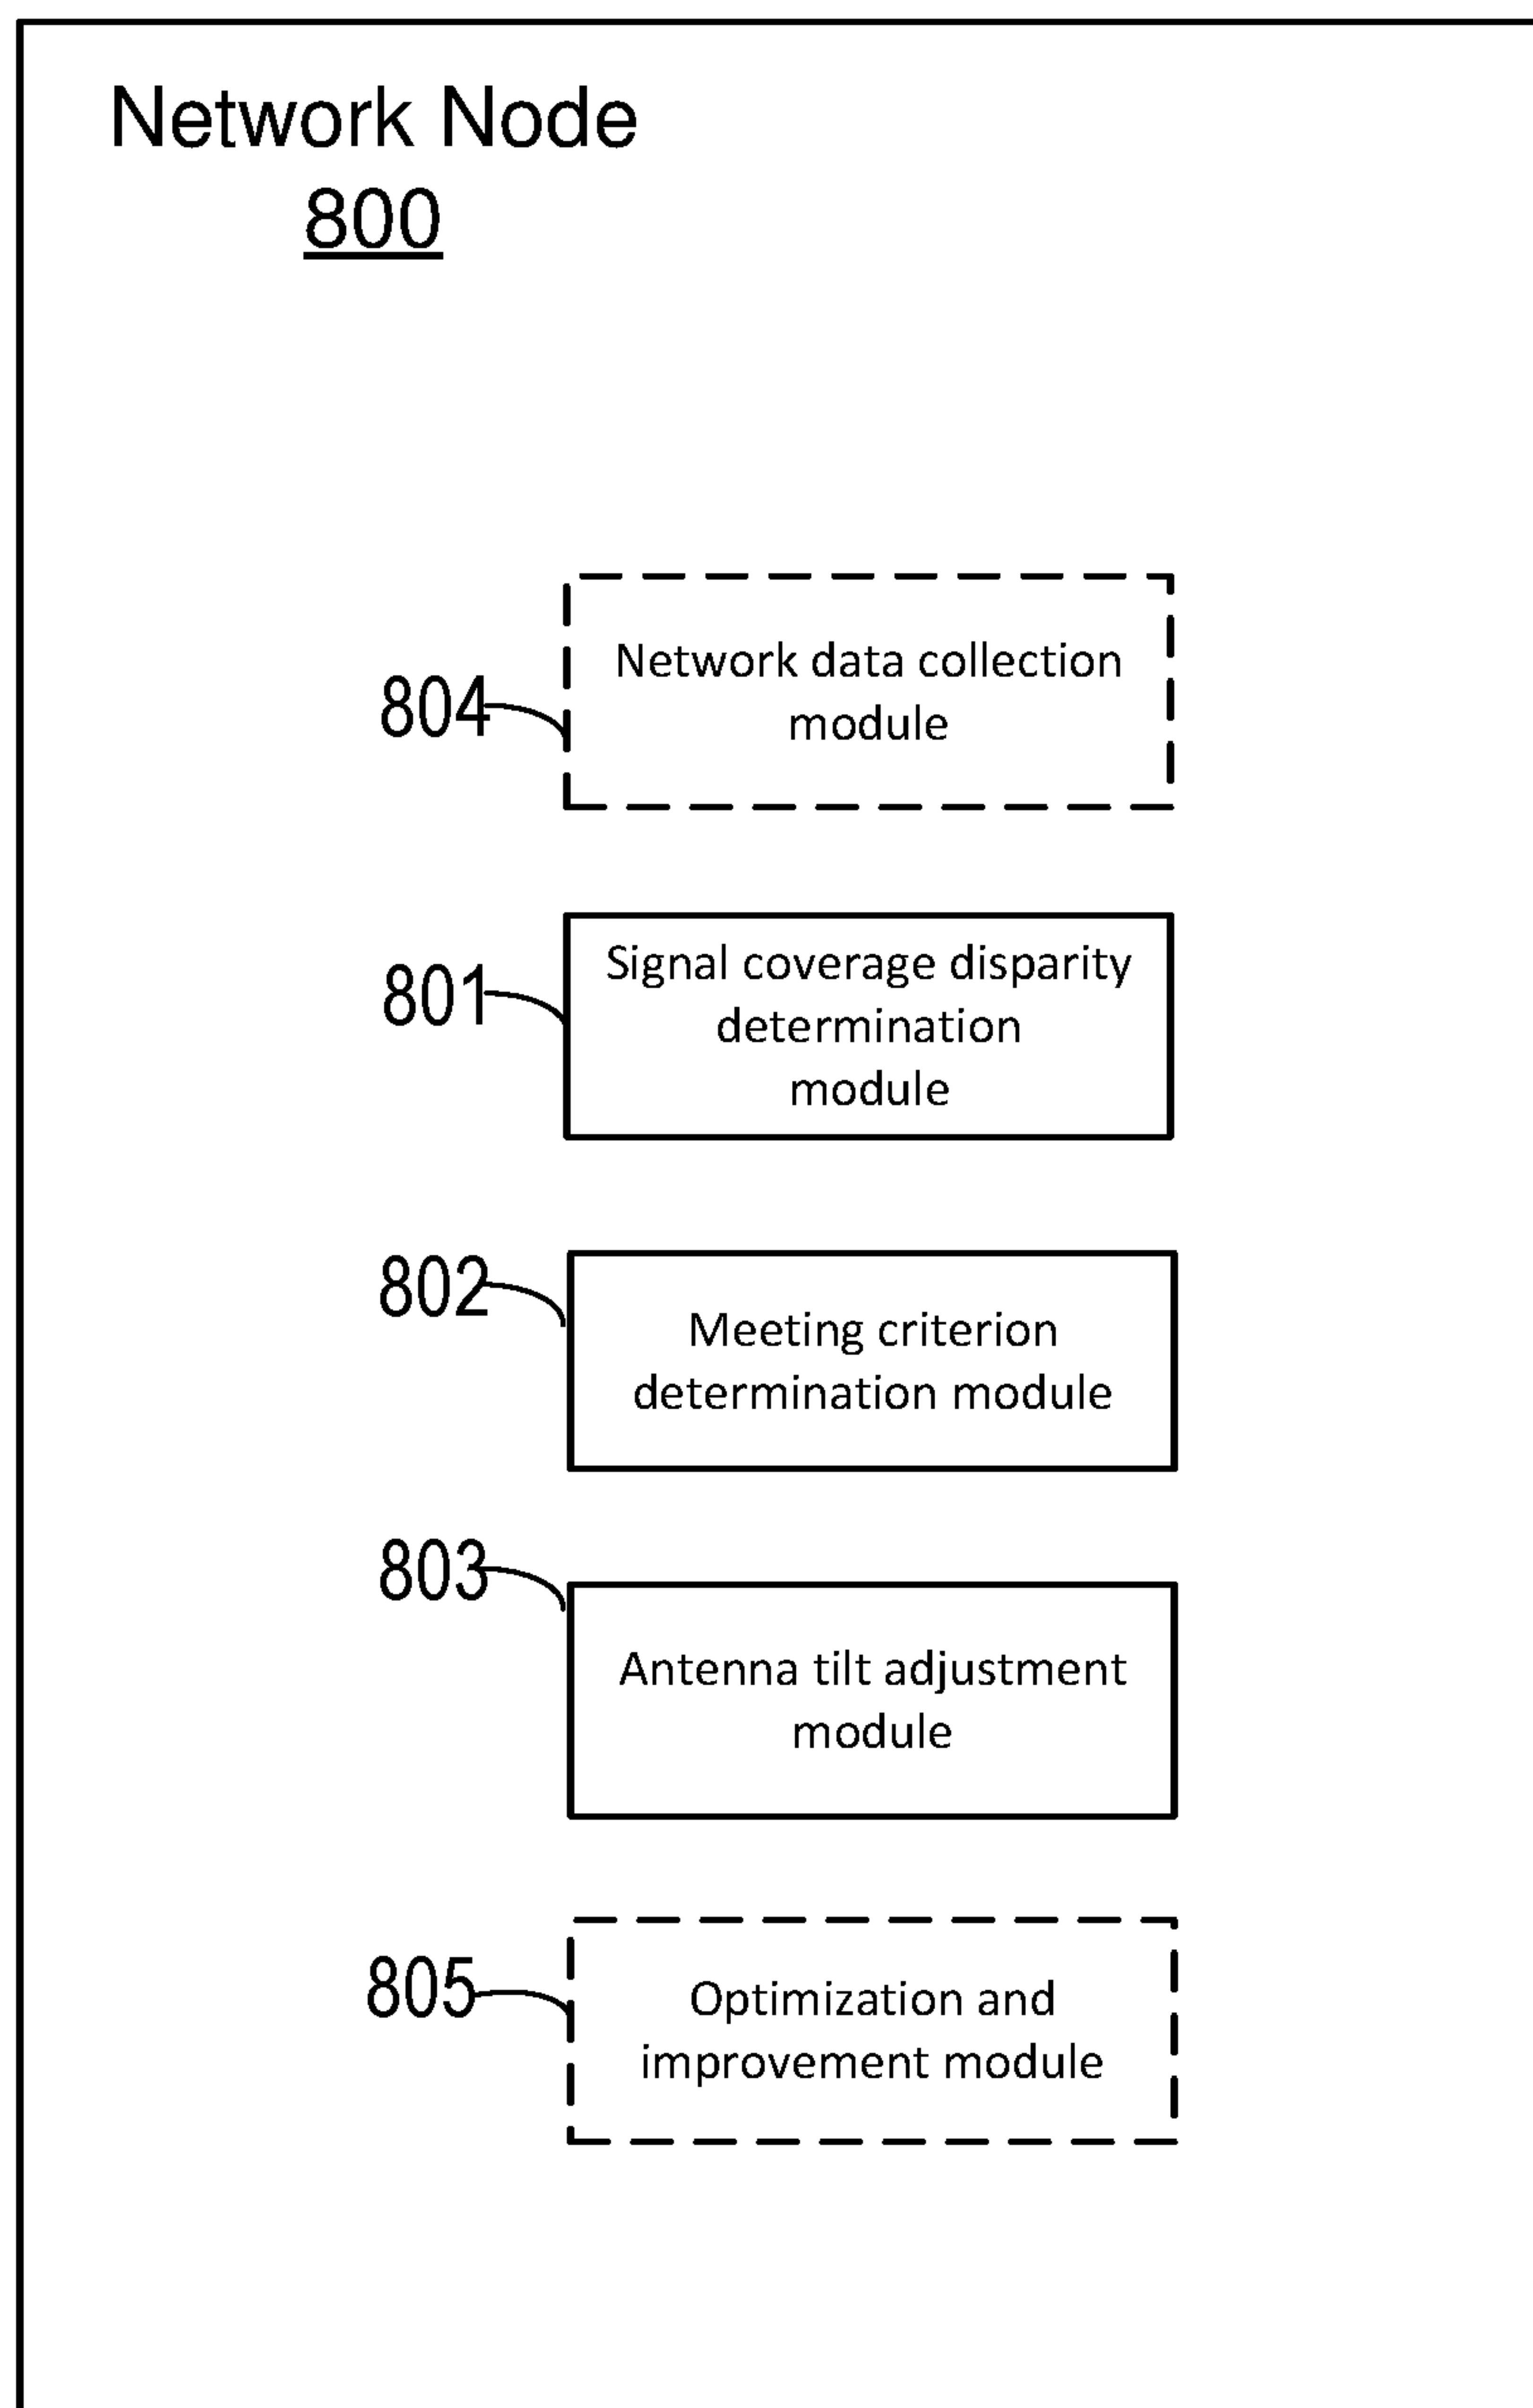 Network Node
800
804
Network data collection
module
801
Signal coverage disparity
determination
module
802
Meeting criterion
determination module
803
Antenna tilt adjustment
module
805
Optimization and
improvement module